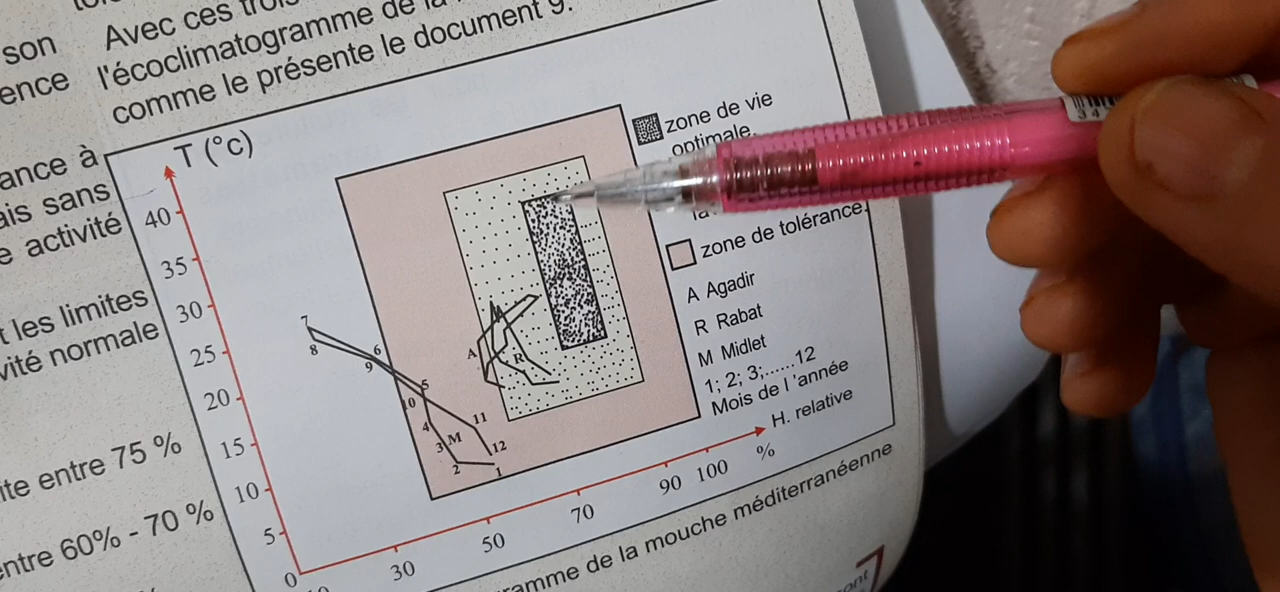 son
ence
ance à
ais sans
e activité
t les limites
vité normale
ite entre 75 %
entre 60% - 70 %
Avec ces trois
l'écoclimatogramme de la
comme le présente le document 9.
T (°c)
40
35
30
25
20
15
10
5
0
30
50
70
90
100
%
H. relative
7
8
6
9
5
10
4
11
3
M
12
2
1
A
R
zone de vie
optimale.
la
zone de tolérance.
A Agadir
R Rabat
M Midlet
1; 2; 3;......12
Mois de l'année
gramme de la mouche méditerranéenne
ont
34